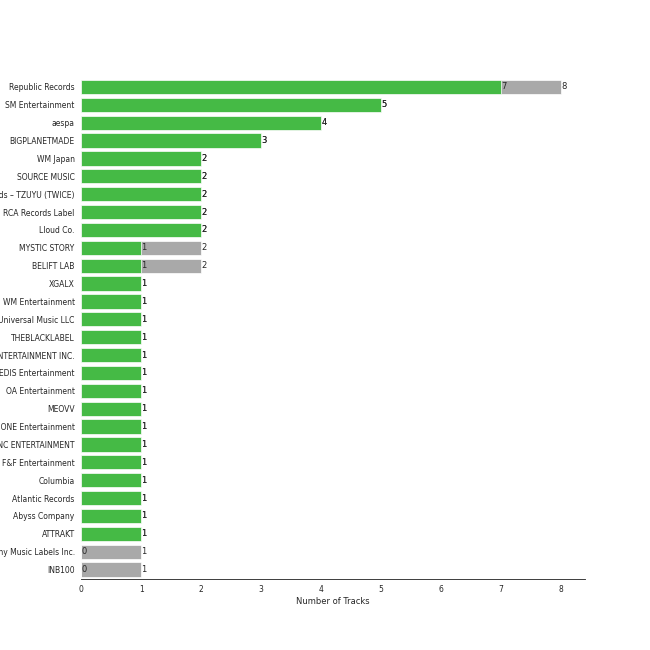 Republic Records 7 8
SM Entertainment 5
aespa 4
BIGPLANETMADE 3
WM Japan 2
SOURCE MUSIC 2
ds – TZUYU (TWICE) 2
RCA Records Label 2
Lloud Co. 2
MYSTIC STORY 1 2
BELIFT LAB 1 2
XGALX 1
WM Entertainment 1
Universal Music LLC 1
THEBLACKLABEL 1
NTERTAINMENT INC. 1
EDIS Entertainment 1
OA Entertainment 1
MEOVV 1
ONE Entertainment 1
NC ENTERTAINMENT 1
F&F Entertainment 1
Columbia 1
Atlantic Records 1
Abyss Company 1
ATTRAKT 1
ny Music Labels Inc. 0 1
INB100 0 1
0 1 2 3 4 5 6 7 8
Number of Tracks